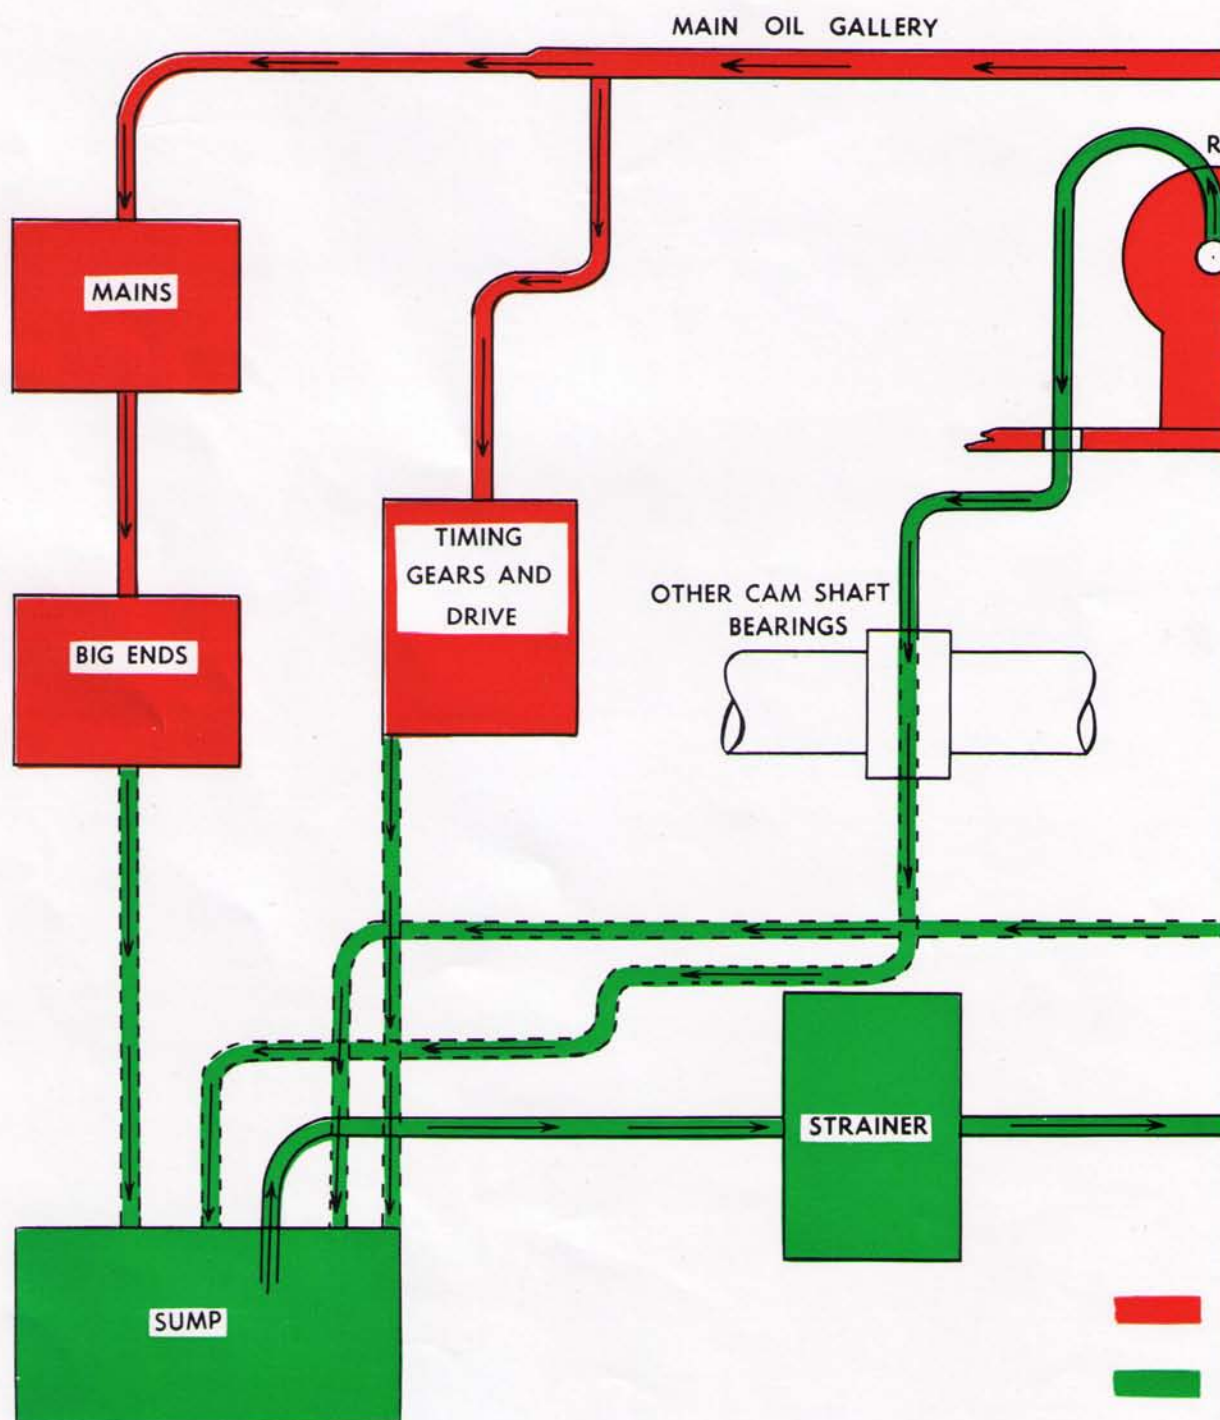 MAIN OIL GALLERY
R
MAINS
TIMING
GEARS AND
DRIVE
OTHER CAM SHAFT
BEARINGS
BIG ENDS
STRAINER
SUMP